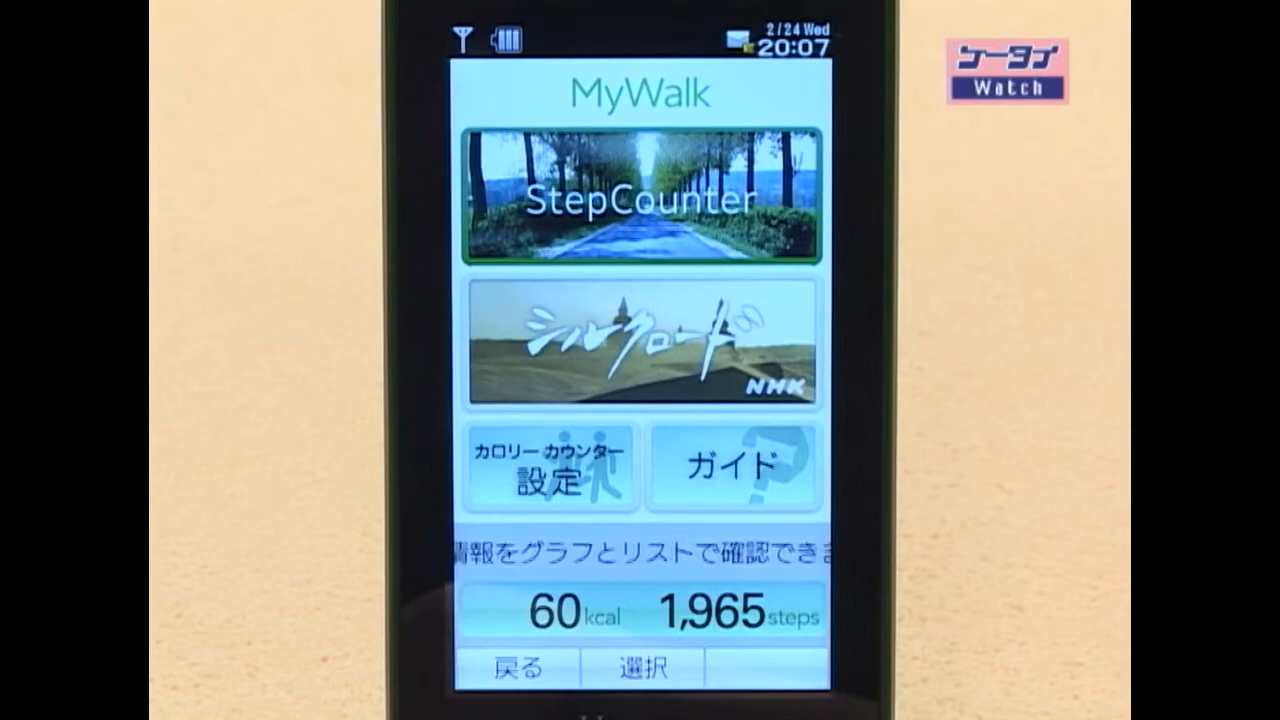 2/24 Wed
20:07
ケータイ
Watch
MyWalk
StepCounter
シルクロード
NHK
カロリー カウンター
設定
ガイド
情報をグラフとリストで確認できま
60kcal 1,965steps
戻る 選択